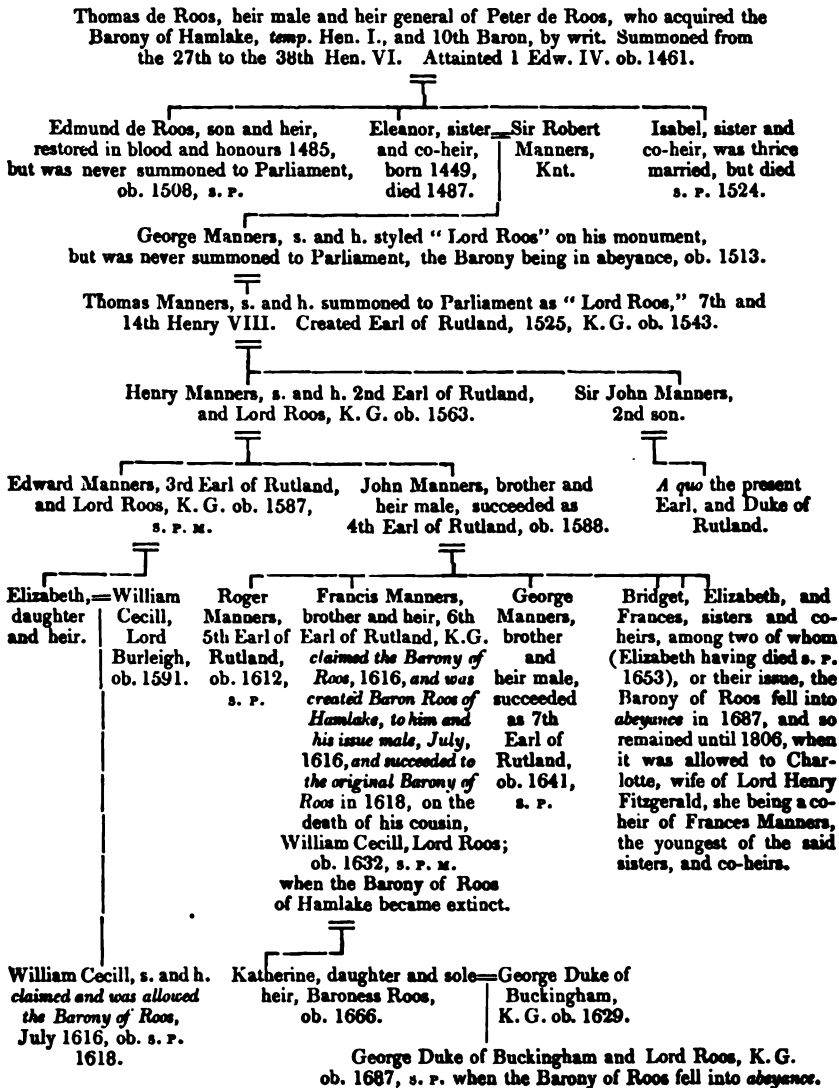 Thomas de Roos, heir male and heir general of Peter de Roos, who acquired the
Barony of Hamlake, temp. Hen. I., and 10th Baron, by writ. Summoned from
the 27th to the 38th Hen. VI. Attainted 1 Edw. IV. ob. 1461.
Edmund de Roos, son and heir,
restored in blood and honours 1485,
but was never summoned to Parliament,
ob. 1508, S. P.
Eleanor, sister
and co-heir,
born 1449,
died 1487.
Sir Robert
Manners,
Knt.
Isabel, sister and
co-heir, was thrice
married, but died
S. P. 1524.
George Manners, s. and h. styled “Lord Roos” on his monument,
but was never summoned to Parliament, the Barony being in abeyance, ob. 1513.
Thomas Manners, s. and h. summoned to Parliament as “Lord Roos,” 7th and
14th Henry VIII. Created Earl of Rutland, 1525, K. G. ob. 1543.
Henry Manners, s. and h. 2nd Earl of Rutland,
and Lord Roos, K. G. ob. 1563.
Sir John Manners,
2nd son.
Edward Manners, 3rd Earl of Rutland,
and Lord Roos, K. G. ob. 1587,
S. P. M.
John Manners, brother and
heir male, succeeded as
4th Earl of Rutland, ob. 1588.
A quo the present
Earl, and Duke of
Rutland.
Elizabeth,
daughter
and heir.
William
Cecill,
Lord
Burleigh,
ob. 1591.
Roger
Manners,
5th Earl of
Rutland,
ob. 1612,
S. P.
Francis Manners,
brother and heir, 6th
Earl of Rutland, K.G.
claimed the Barony of
Roos, 1616, and was
created Baron Roos of
Hamlake, to him and
his issue male, July,
1616, and succeeded to
the original Barony of
Roos in 1618, on the
death of his cousin,
William Cecill, Lord Roos;
ob. 1632, S. P. M.
when the Barony of Roos
of Hamlake became extinct.
George
Manners,
brother
and
heir male,
succeeded
as 7th
Earl of
Rutland,
ob. 1641,
S. P.
Bridget, Elizabeth, and
Frances, sisters and co-
heirs, among two of whom
(Elizabeth having died S. P.
1653), or their issue, the
Barony of Roos fell into
abeyance in 1687, and so
remained until 1806, when
it was allowed to Char-
lotte, wife of Lord Henry
Fitzgerald, she being a co-
heir of Frances Manners,
the youngest of the said
sisters, and co-heirs.
William Cecill, s. and h.
claimed and was allowed
the Barony of Roos,
July 1616, ob. S. P.
1618.
Katherine, daughter and sole
heir, Baroness Roos,
ob. 1666.
George Duke of
Buckingham,
K. G. ob. 1629.
George Duke of Buckingham and Lord Roos, K. G.
ob. 1687, S. P. when the Barony of Roos fell into abeyance.